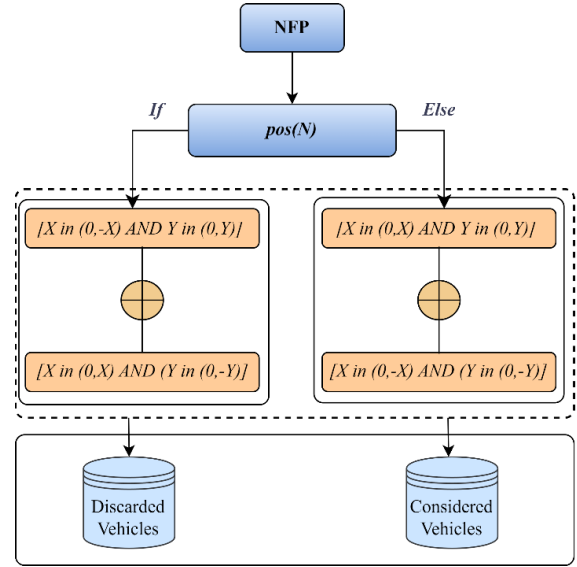 NFP
If
Else
pos(N)
[X in (0,-X) AND Y in (0,Y)]
[X in (0,X) AND Y in (0,Y)]
[X in (0,X) AND (Y in (0,-Y)]
[X in (0,-X) AND (Y in (0,-Y)]
Discarded
Vehicles
Considered
Vehicles